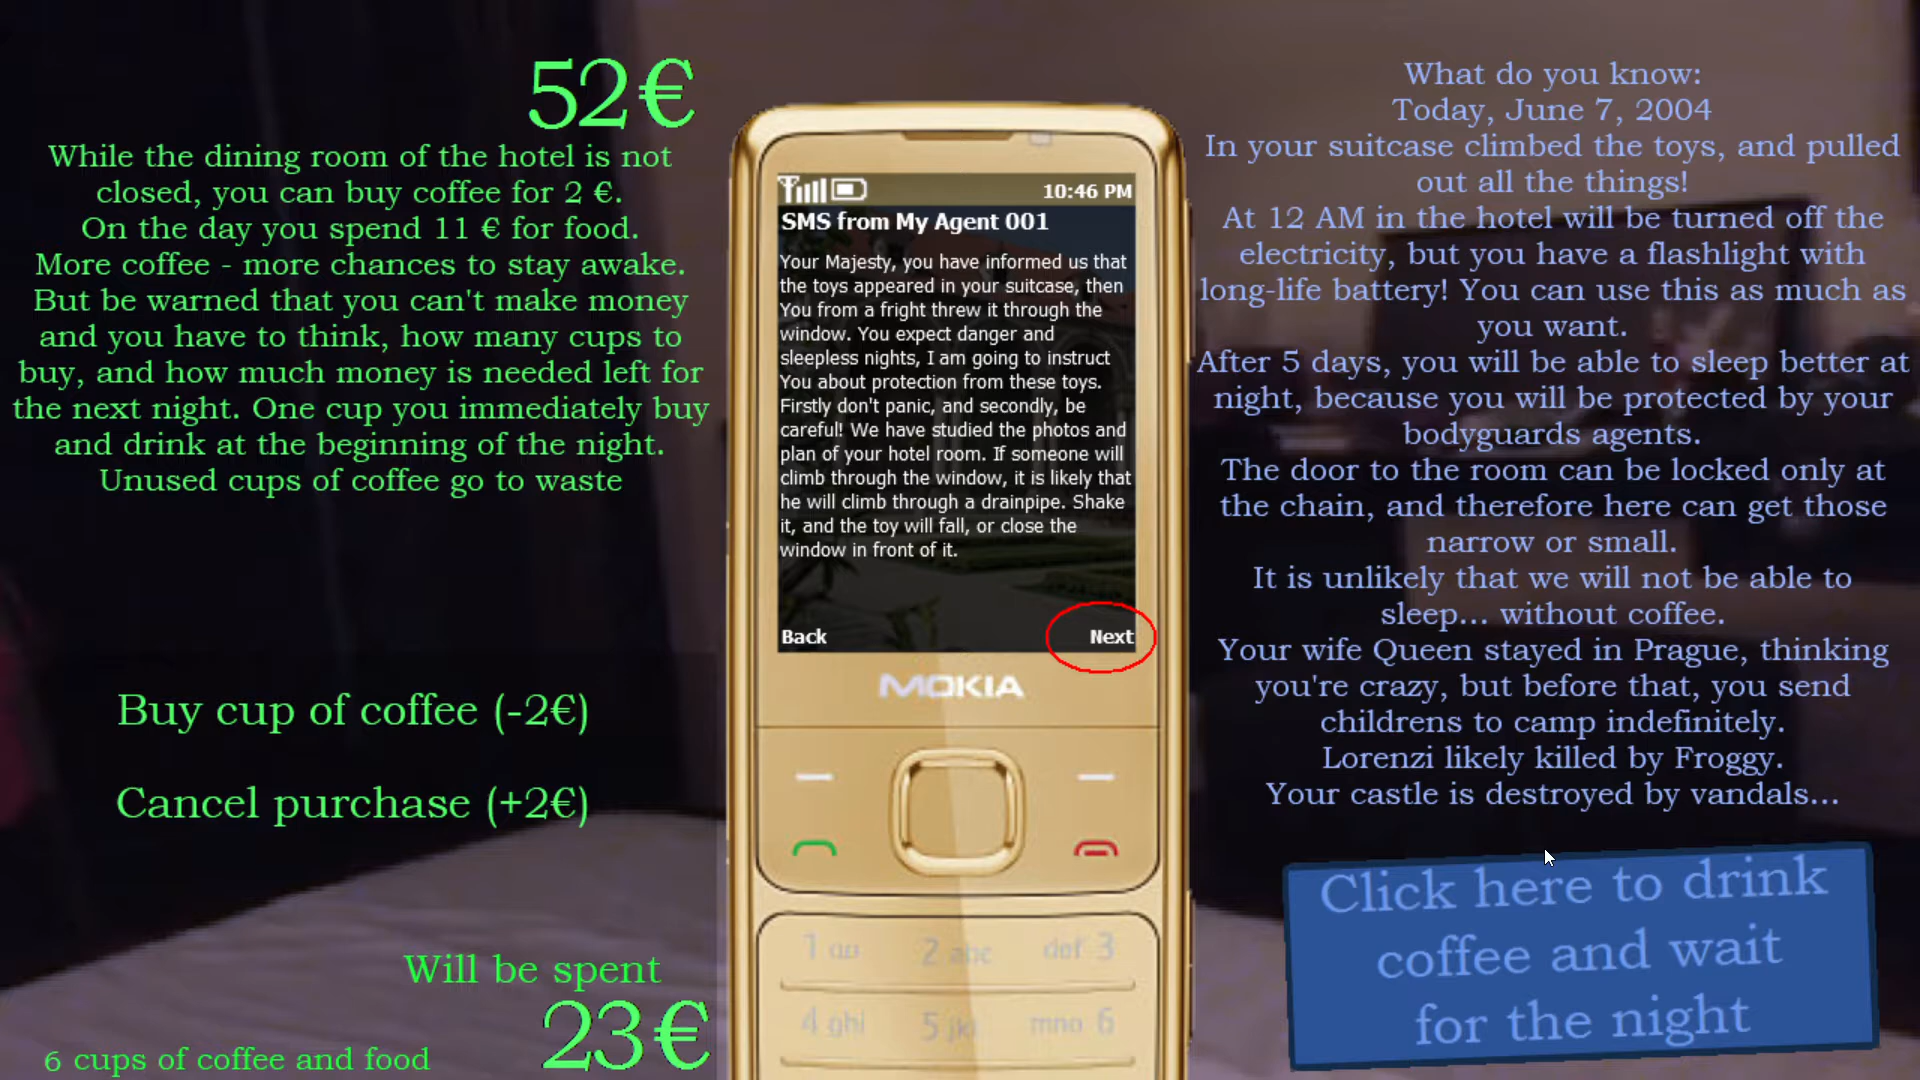 52€
While the dining room of the hotel is not
closed, you can buy coffee for 2 €.
On the day you spend 11 € for food.
More coffee - more chances to stay awake.
But be warned that you can't make money
and you have to think, how many cups to
buy, and how much money is needed left for
the next night. One cup you immediately buy
and drink at the beginning of the night.
Unused cups of coffee go to waste
Buy cup of coffee (-2€)
Cancel purchase (+2€)
Will be spent
23€
6 cups of coffee and food
10:46 PM
SMS from My Agent 001
Your Majesty, you have informed us that
the toys appeared in your suitcase, then
You from a fright threw it through the
window. You expect danger and
sleepless nights, I am going to instruct
You about protection from these toys.
Firstly don't panic, and secondly, be
careful! We have studied the photos and
plan of your hotel room. If someone will
climb through the window, it is likely that
he will climb through a drainpipe. Shake
it, and the toy will fall, or close the
window in front of it.
Back Next
MOKIA
1 2 abc def 3
4 ghi 5 jkl mno 6
What do you know:
Today, June 7, 2004
In your suitcase climbed the toys, and pulled
out all the things!
At 12 AM in the hotel will be turned off the
electricity, but you have a flashlight with
long-life battery! You can use this as much as
you want.
After 5 days, you will be able to sleep better at
night, because you will be protected by your
bodyguards agents.
The door to the room can be locked only at
the chain, and therefore here can get those
narrow or small.
It is unlikely that we will not be able to
sleep... without coffee.
Your wife Queen stayed in Prague, thinking
you're crazy, but before that, you send
childrens to camp indefinitely.
Lorenzi likely killed by Froggy.
Your castle is destroyed by vandals...
Click here to drink
coffee and wait
for the night